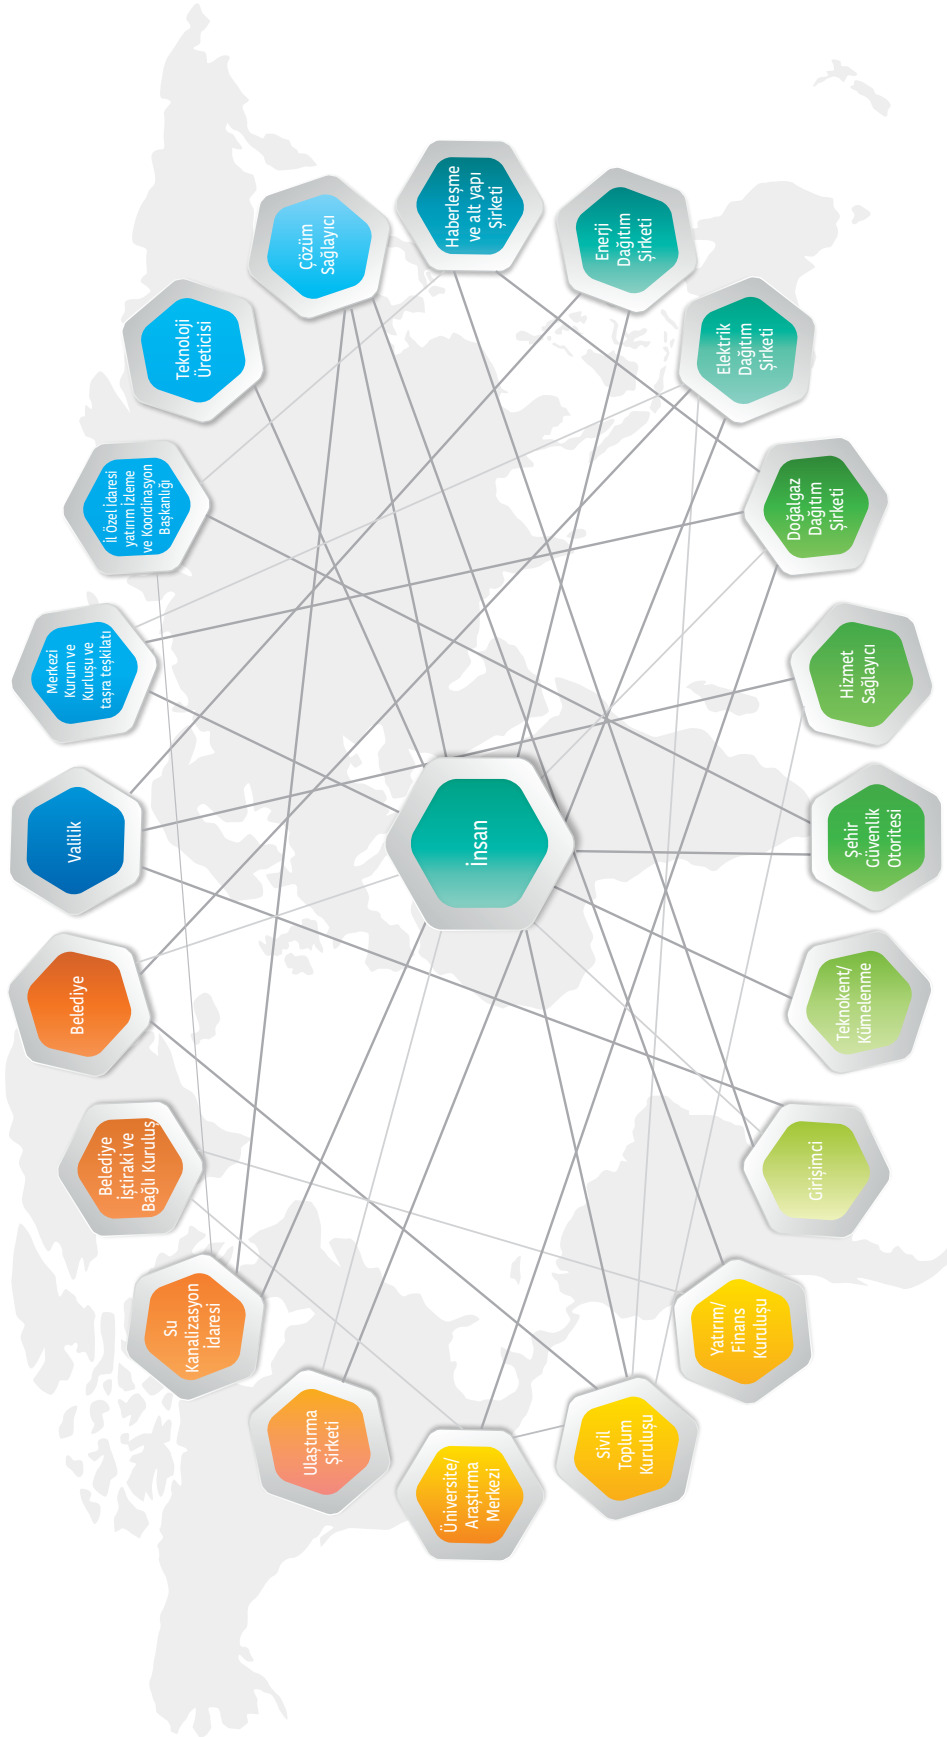 Valilik
Merkezi
Kurum ve
Kurluşu ve
taşra teşkilatı
İl Özel İdaresi
yatırım İzleme
ve Koordinasyon
Başkanlığı
Teknoloji
Üreticisi
Çözüm
Sağlayıcı
Haberleşme
ve alt yapı
Şirketi
Enerji
Dağıtım
Şirketi
Elektrik
Dağıtım
Şirketi
Doğalgaz
Dağıtım
Şirketi
Hizmet
Sağlayıcı
Şehir
Güvenlik
Otoritesi
Teknokent/
Kümelenme
Girişimci
Yatırım/
Finans
Kuruluşu
Sivil
Toplum
Kuruluşu
Üniversite/
Araştırma
Merkezi
Ulaştırma
Şirketi
Su
Kanalizasyon
İdaresi
Belediye
İştiraki ve
Bağlı Kuruluş
Belediye
İnsan